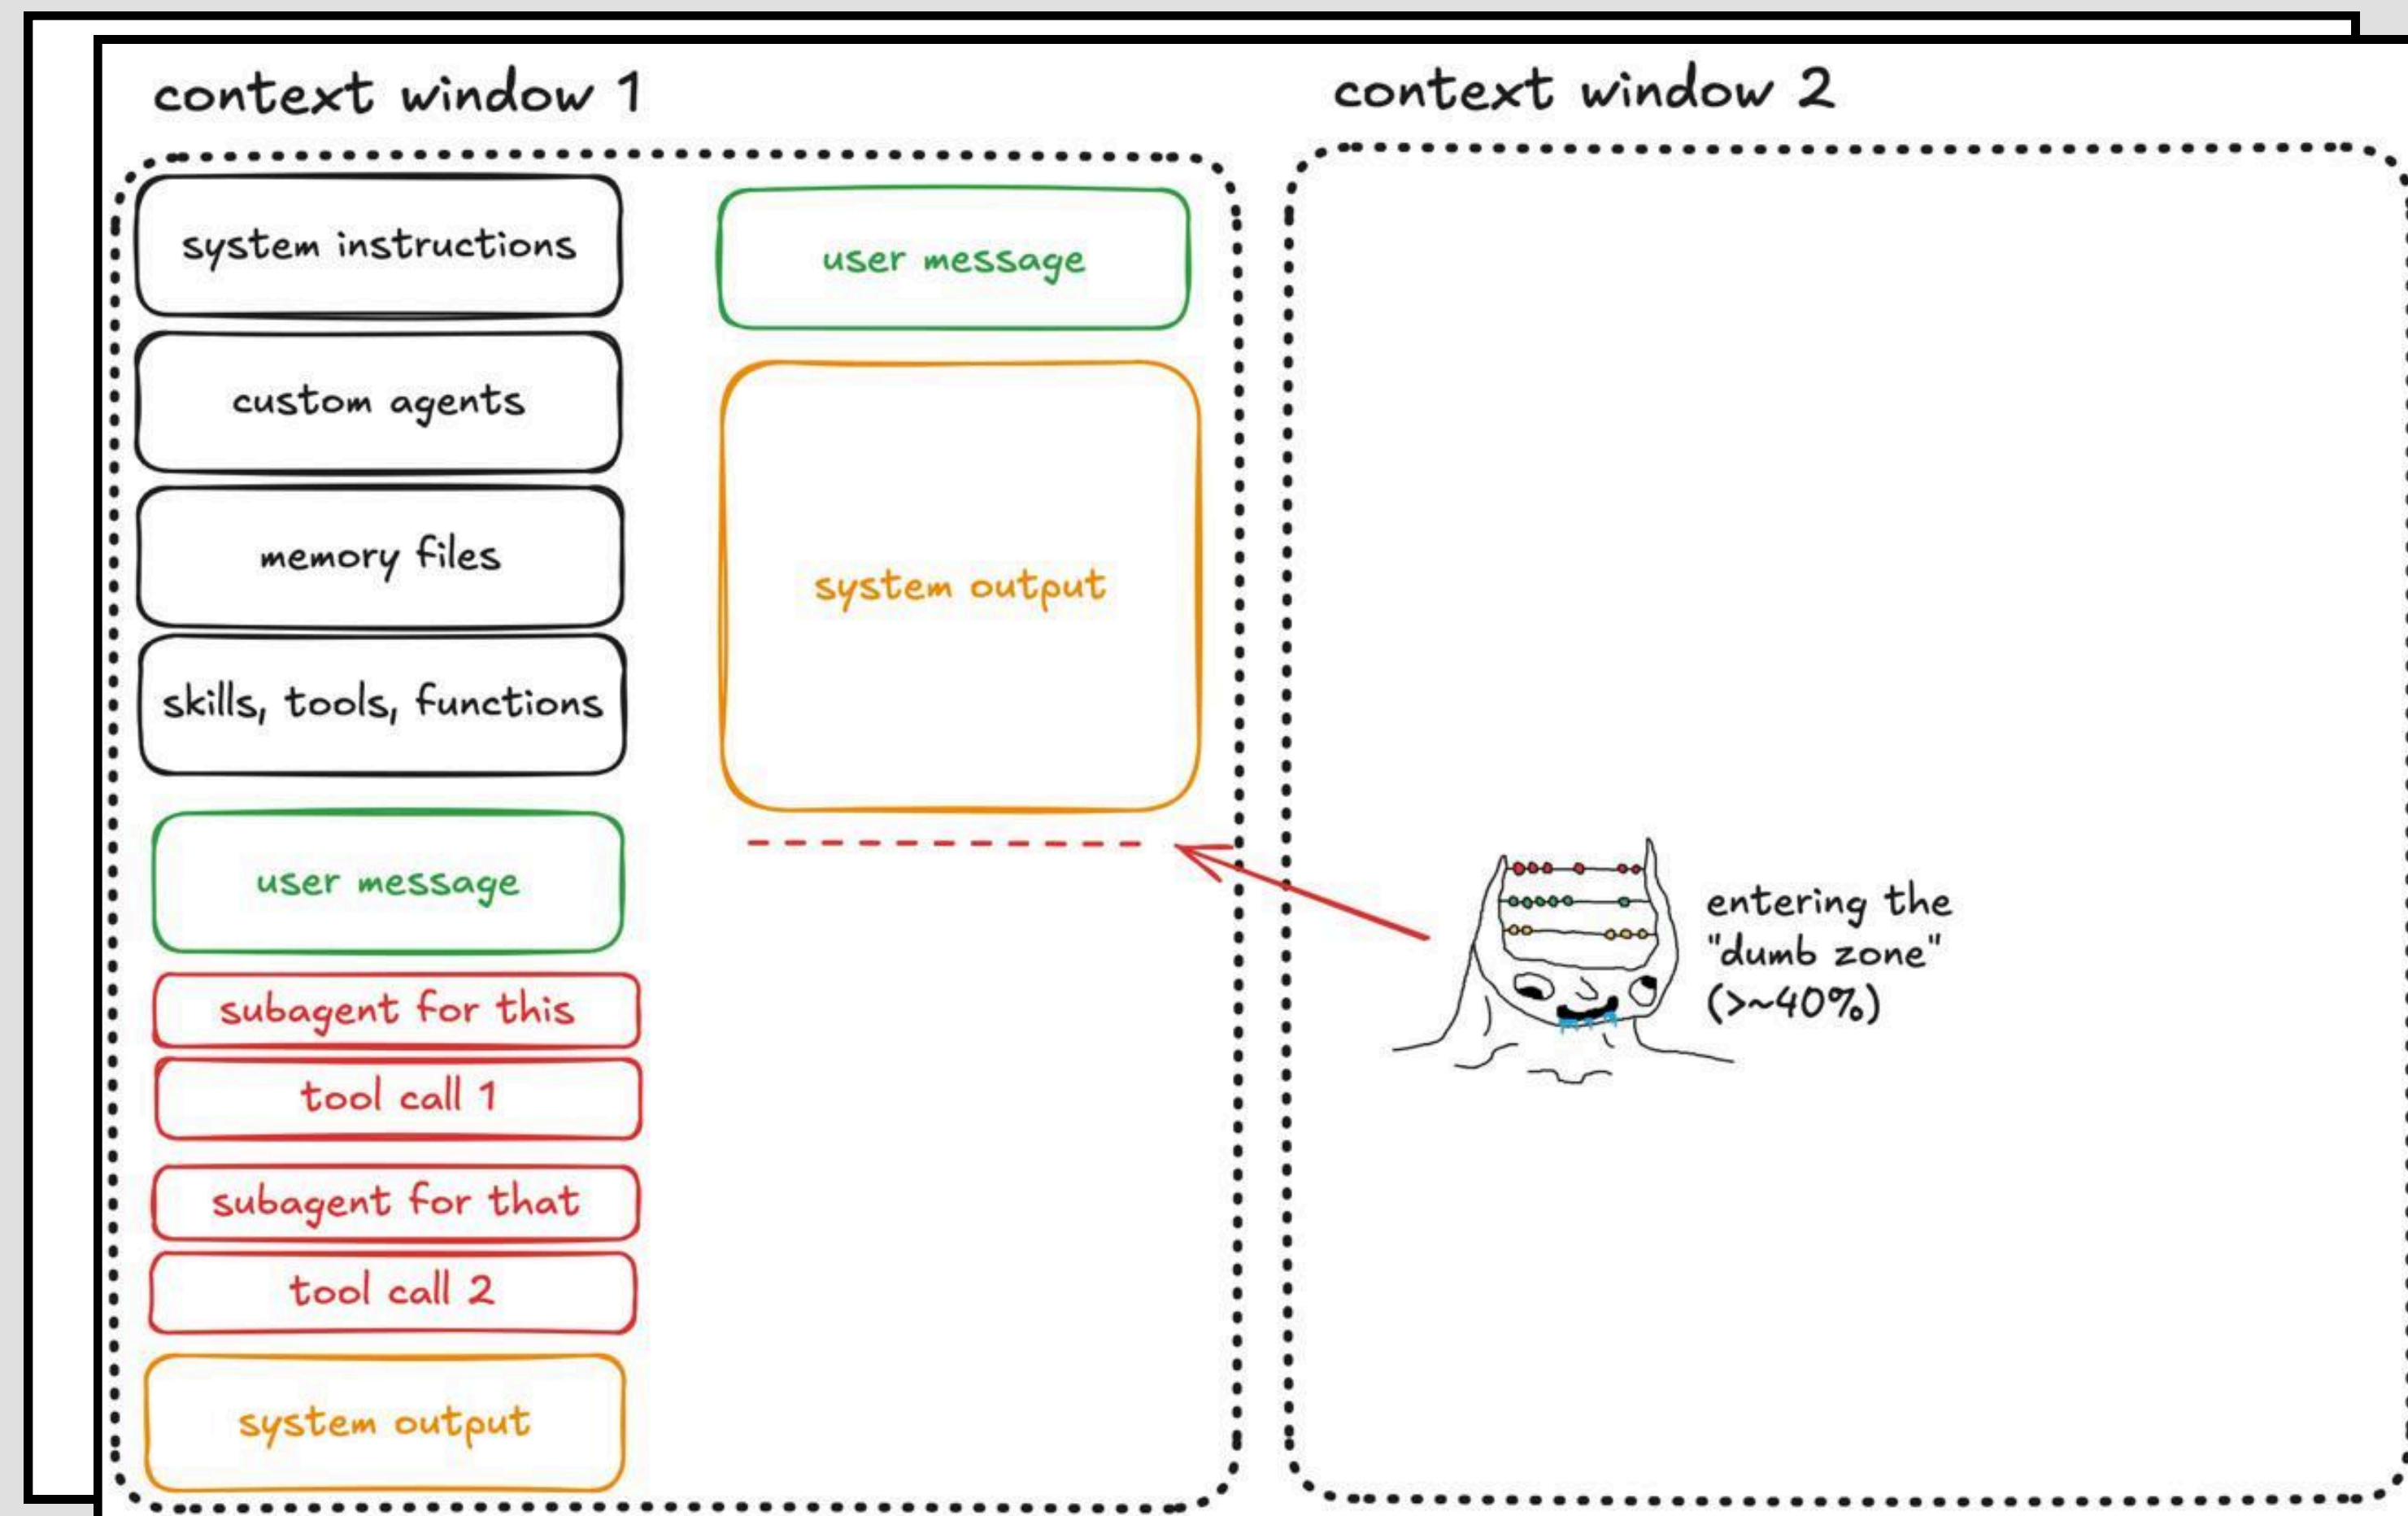 context window 1
system instructions
custom agents
memory files
skills, tools, functions
user message
subagent for this
tool call 1
subagent for that
tool call 2
system output
user message
system output
context window 2
entering the
"dumb zone"
(>~40%)